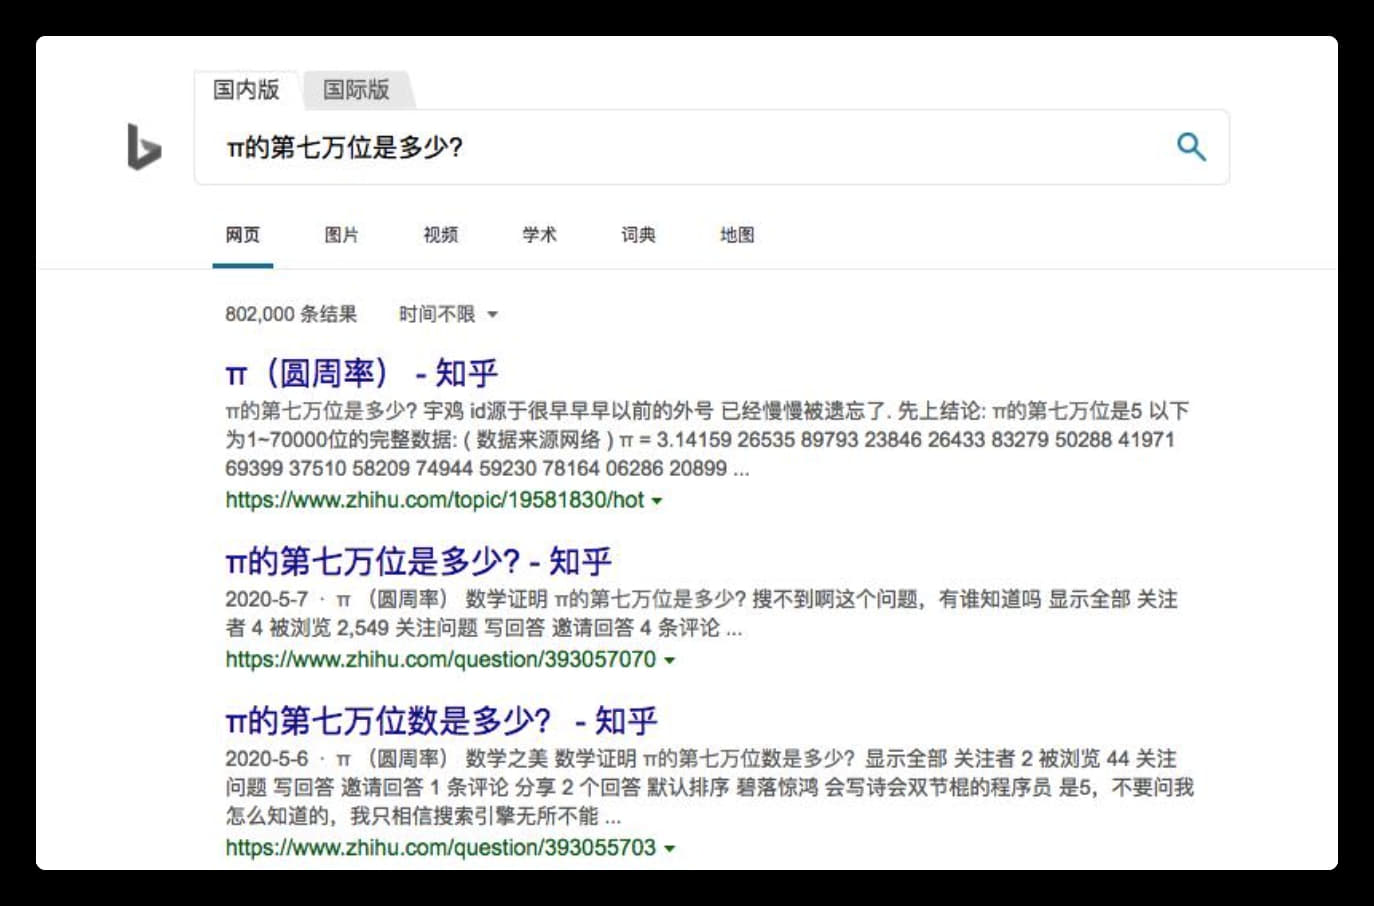 国内版 国际版
π的第七万位是多少?
网页 图片 视频 学术 词典 地图
802,000 条结果 时间不限
π（圆周率） - 知乎
π的第七万位是多少? 宇鸡 id源于很早早早以前的外号 已经慢慢被遗忘了. 先上结论: π的第七万位是5 以下
为1~70000位的完整数据: ( 数据来源网络 ) π = 3.14159 26535 89793 23846 26433 83279 50288 41971
69399 37510 58209 74944 59230 78164 06286 20899 ...
https://www.zhihu.com/topic/19581830/hot
π的第七万位是多少? - 知乎
2020-5-7 · π （圆周率） 数学证明 π的第七万位是多少? 搜不到啊这个问题，有谁知道吗 显示全部 关注
者 4 被浏览 2,549 关注问题 写回答 邀请回答 4 条评论 ...
https://www.zhihu.com/question/393057070
π的第七万位数是多少？ - 知乎
2020-5-6 · π （圆周率） 数学之美 数学证明 π的第七万位数是多少？显示全部 关注者 2 被浏览 44 关注
问题 写回答 邀请回答 1 条评论 分享 2 个回答 默认排序 碧落惊鸿 会写诗会双节棍的程序员 是5，不要问我
怎么知道的，我只相信搜索引擎无所不能 ...
https://www.zhihu.com/question/393055703